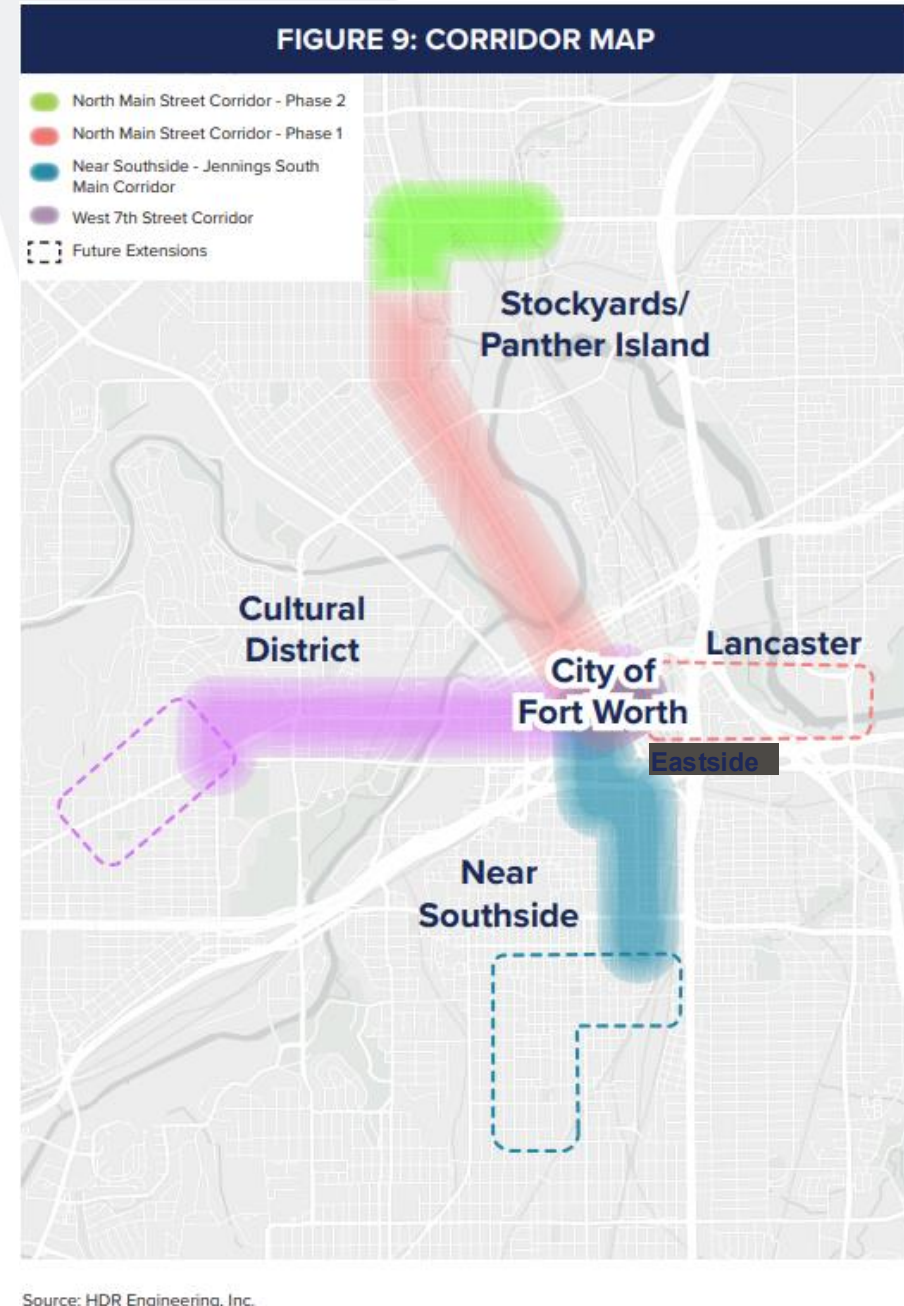 FIGURE 9: CORRIDOR MAP
North Main Street Corridor - Phase 2
North Main Street Corridor - Phase 1
Near Southside - Jennings South
Main Corridor
West 7th Street Corridor
Future Extensions
Stockyards/
Panther Island
Cultural
District
Lancaster
City of
Fort Worth
Eastside
Near
Southside
Source: HDR Engineering, Inc.